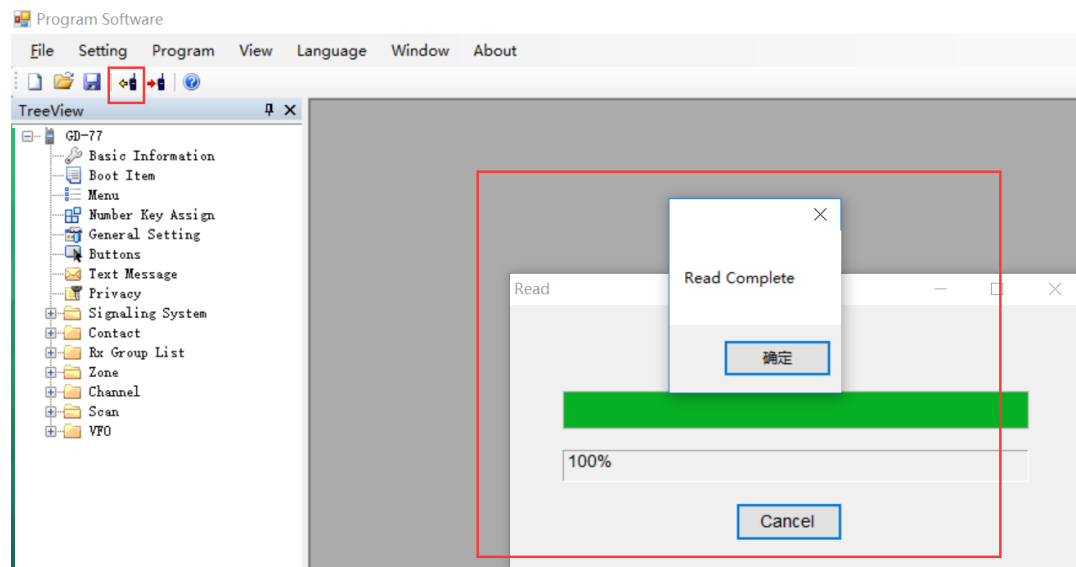 Program Software
File Setting Program View Language Window About
TreeView
GD-77
Basic Information
Boot Item
Menu
Number Key Assign
General Setting
Buttons
Text Message
Privacy
Signaling System
Contact
Rx Group List
Zone
Channel
Scan
VFO
Read
Read Complete
确定
100%
Cancel